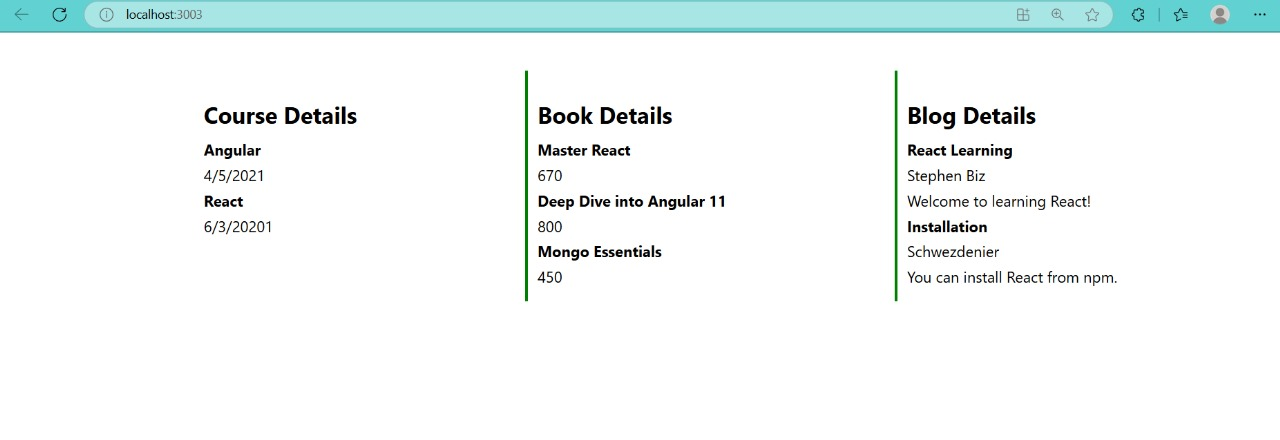 localhost:3003
Course Details
Angular
4/5/2021
React
6/3/20201
Book Details
Master React
670
Deep Dive into Angular 11
800
Mongo Essentials
450
Blog Details
React Learning
Stephen Biz
Welcome to learning React!
Installation
Schwezdenier
You can install React from npm.